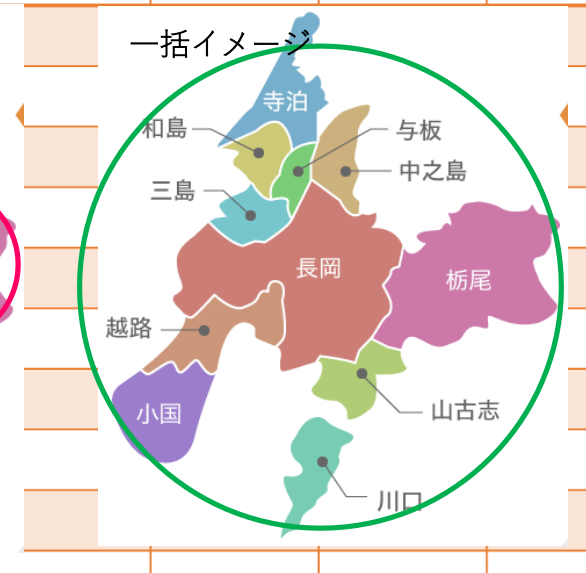 一括イメージ
寺泊
和島
与板
中之島
三島
長岡
栃尾
越路
小国
山古志
川口